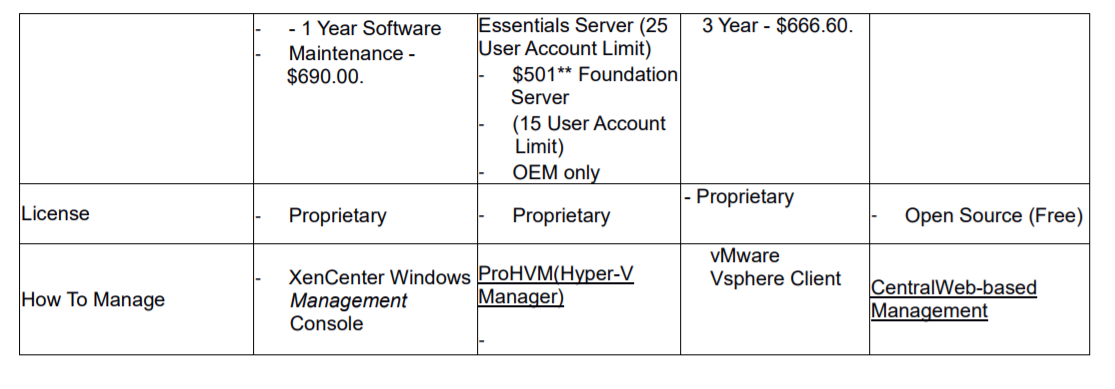 - - 1 Year Software
- Maintenance -
$690.00.
Essentials Server (25
User Account Limit)
- $501** Foundation
Server
- (15 User Account
Limit)
- OEM only
3 Year - $666.60.
License
- Proprietary
- Proprietary
- Proprietary
- Open Source (Free)
How To Manage
- XenCenter Windows
Management
Console
ProHVM(Hyper-V
Manager)
-
vMware
Vsphere Client
CentralWeb-based
Management